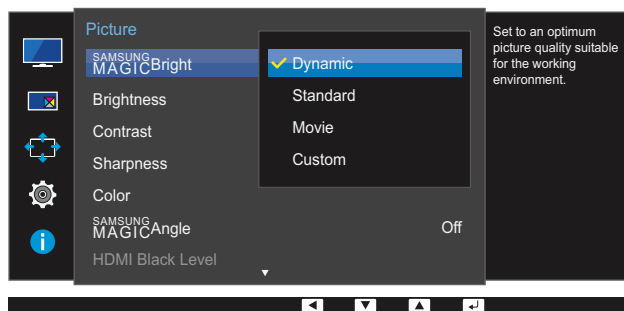 Picture
SAMSUNG
MAGICBright
Brightness
Contrast
Sharpness
Color
SAMSUNG
MAGICAngle
Off
HDMI Black Level
Dynamic
Standard
Movie
Custom
Set to an optimum
picture quality suitable
for the working
environment.